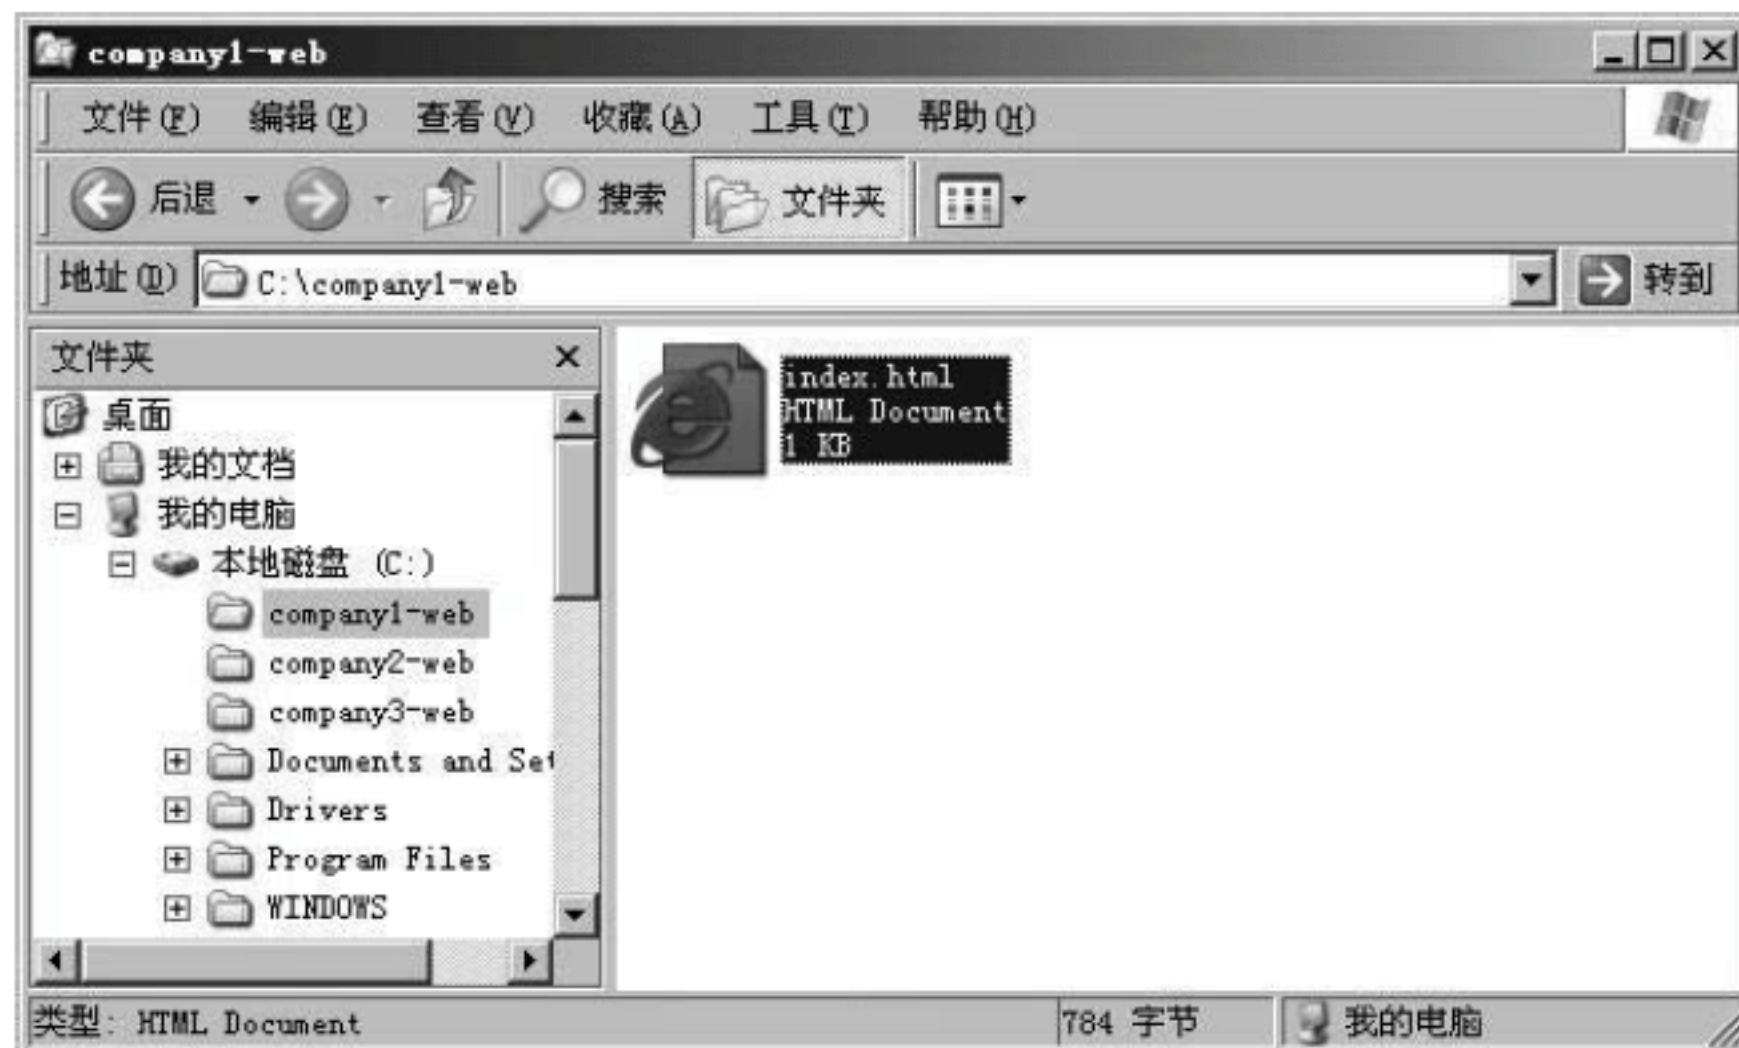 company1-web
文件(F) 编辑(E) 查看(V) 收藏(A) 工具(T) 帮助(H)
后退 搜索 文件夹
地址(D) C:\company1-web 转到
文件夹
桌面
我的文档
我的电脑
本地磁盘 (C:)
company1-web
company2-web
company3-web
Documents and Set
Drivers
Program Files
WINDOWS
index.html
HTML Document
1 KB
类型: HTML Document 784 字节 我的电脑